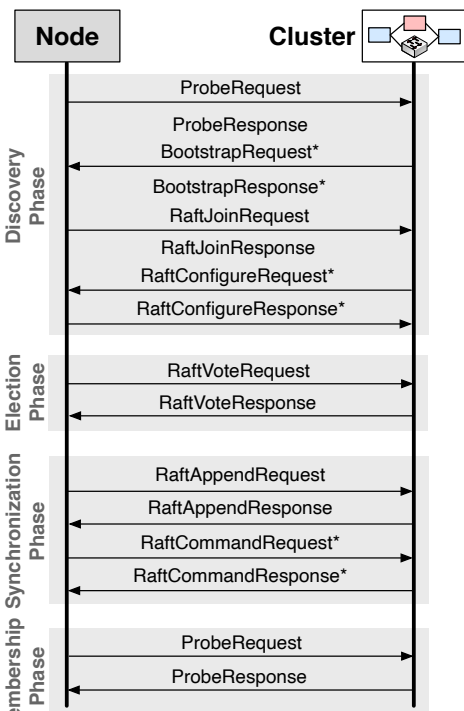 Node
Cluster
Discovery
Phase
ProbeRequest
ProbeResponse
BootstrapRequest*
BootstrapResponse*
RaftJoinRequest
RaftJoinResponse
RaftConfigureRequest*
RaftConfigureResponse*
Election
Phase
RaftVoteRequest
RaftVoteResponse
Synchronization
Phase
RaftAppendRequest
RaftAppendResponse
RaftCommandRequest*
RaftCommandResponse*
embership
Phase
ProbeRequest
ProbeResponse